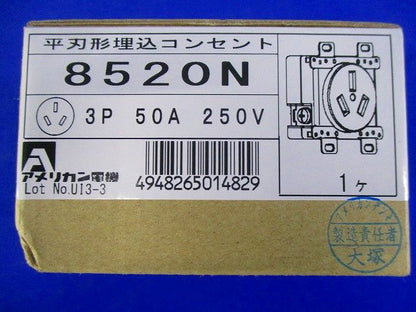 平刃形埋込コンセント
8520N
3P 50A 250V
アメリカン電機
Lot No.UI3-3
4948265014829
1ヶ
製造責任者
大塚